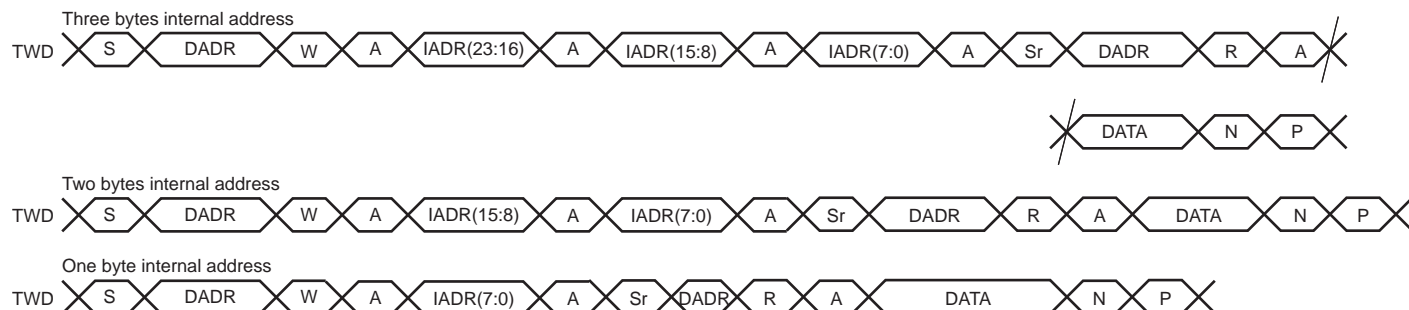 Three bytes internal address
TWD S DADR W A IADR(23:16) A IADR(15:8) A IADR(7:0) A Sr DADR R A
DATA N P
Two bytes internal address
TWD S DADR W A IADR(15:8) A IADR(7:0) A Sr DADR R A DATA N P
One byte internal address
TWD S DADR W A IADR(7:0) A Sr DADR R A DATA N P